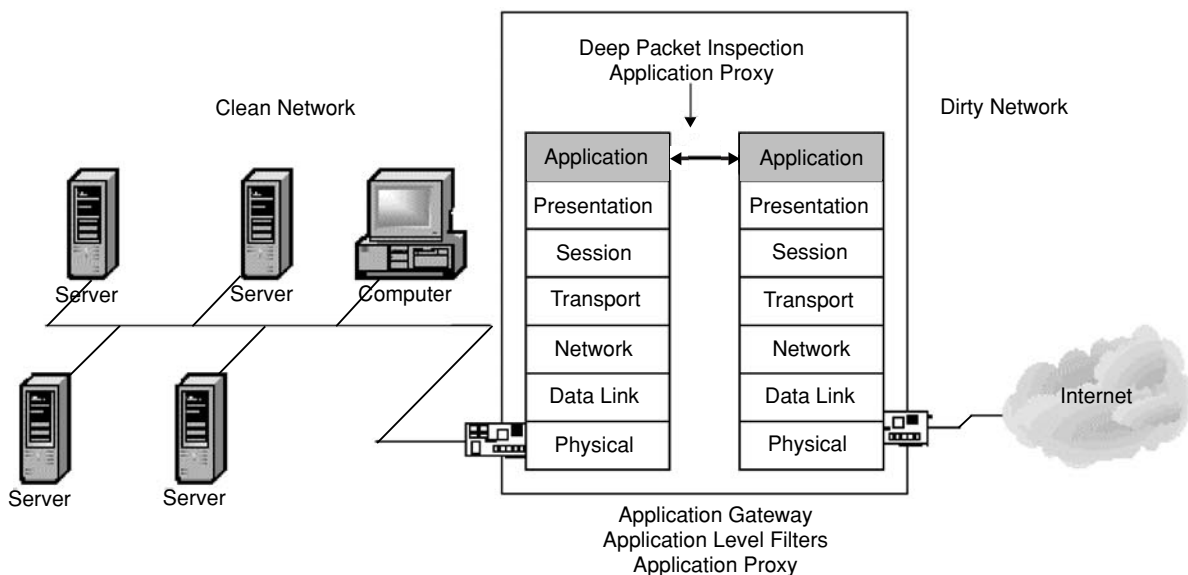 Deep Packet Inspection
Application Proxy
Clean Network
Dirty Network
Application
Application
Presentation
Presentation
Session
Session
Transport
Transport
Network
Network
Data Link
Data Link
Physical
Physical
Server
Server
Computer
Server
Server
Internet
Application Gateway
Application Level Filters
Application Proxy